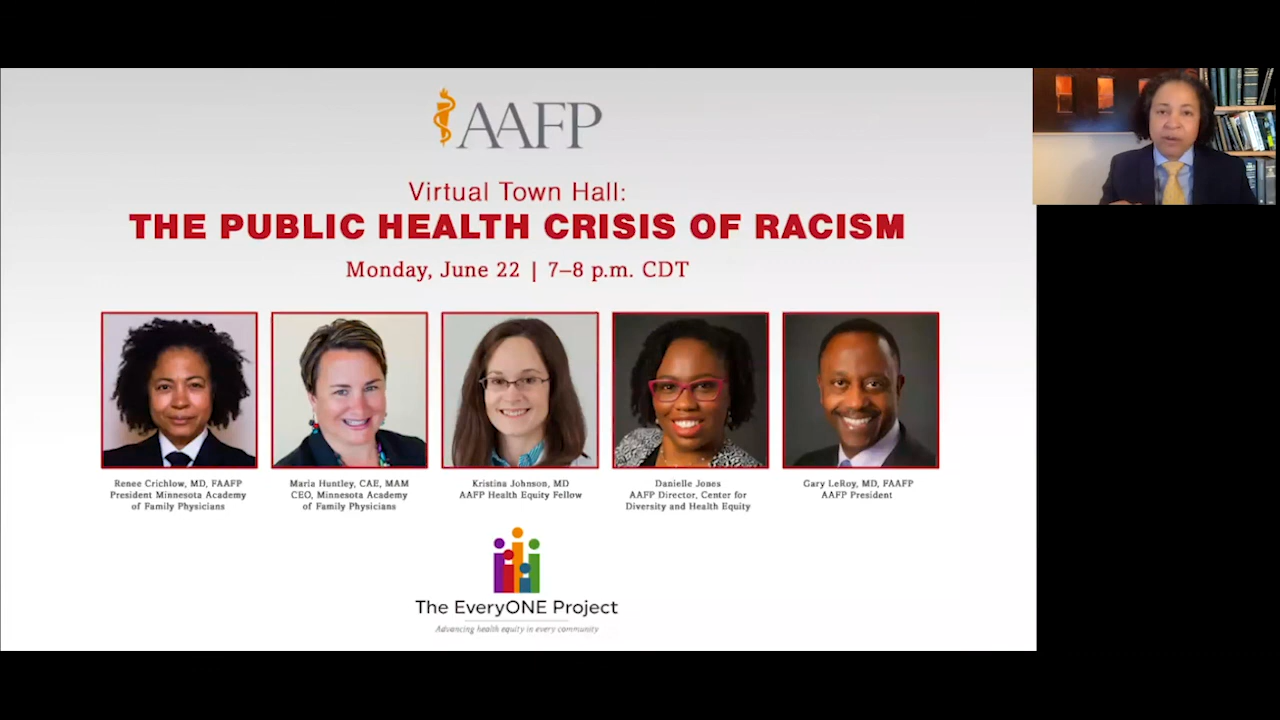 AAFP
Virtual Town Hall:
THE PUBLIC HEALTH CRISIS OF RACISM
Monday, June 22 | 7–8 p.m. CDT
Renee Crichlow, MD, FAAFP
President Minnesota Academy
of Family Physicians
Maria Huntley, CAE, MAM
CEO, Minnesota Academy
of Family Physicians
Kristina Johnson, MD
AAFP Health Equity Fellow
Danielle Jones
AAFP Director, Center for
Diversity and Health Equity
Gary LeRoy, MD, FAAFP
AAFP President
The EveryONE Project
Advancing health equity in every community